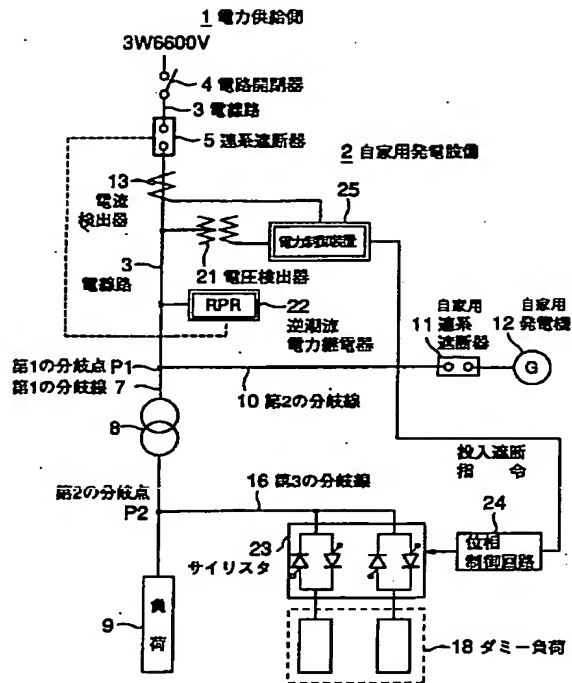 1 電力供給側
3W6600V
4 電路開閉器
3 電線路
5 連系遮断器
2 自家用発電設備
13
電流
検出器
25
電力制御装置
21 電圧検出器
3
電線路
RPR
22
逆潮流
電力継電器
自家用
11 連系
遮断器
自家用
12 発電機
G
第1の分岐点 P1
第1の分岐線 7
10 第2の分岐線
8
投入遮断
指令
第2の分岐点
P2
16 第3の分岐線
23
サイリスタ
24
位相
制御回路
9
負荷
18 ダミー負荷